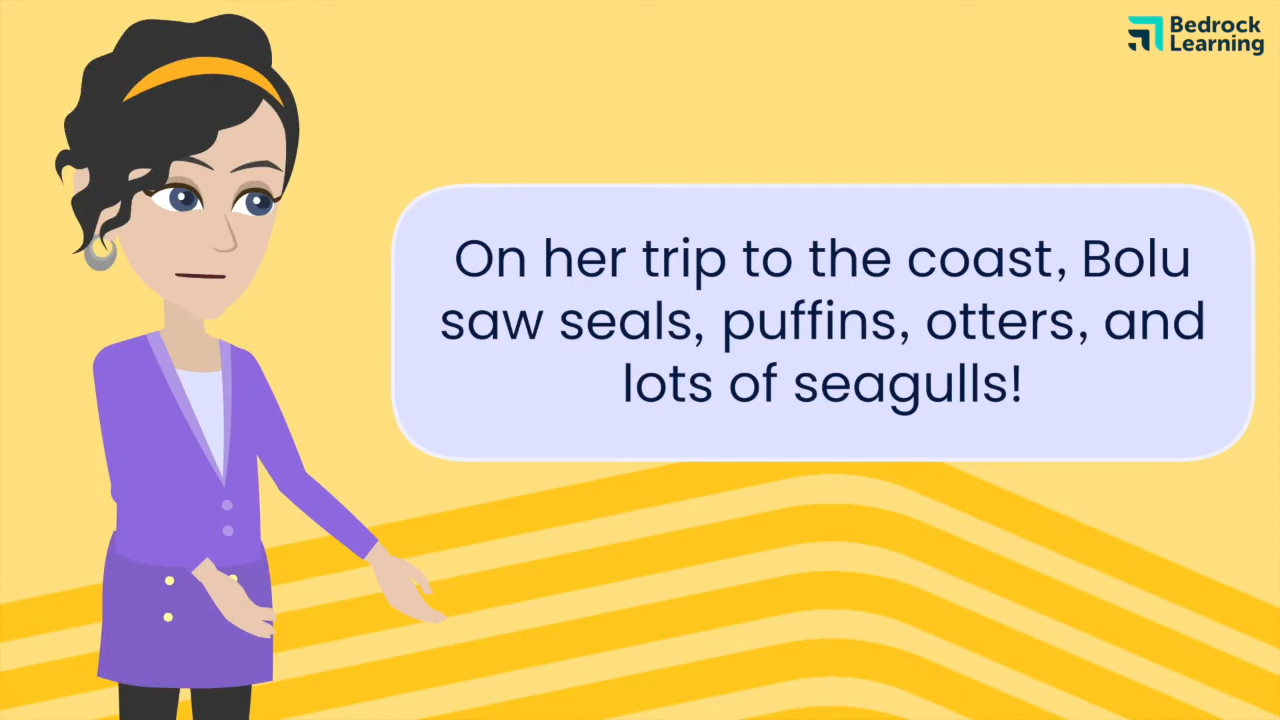 Bedrock
Learning
On her trip to the coast, Bolu
saw seals, puffins, otters, and
lots of seagulls!